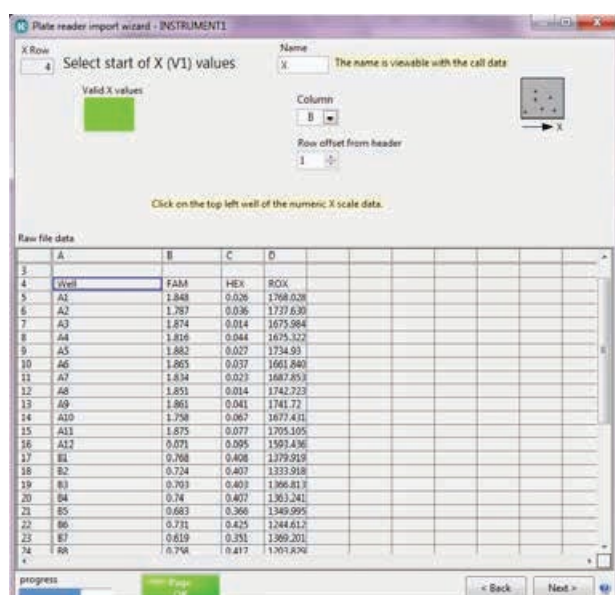 Plate reader import wizard - INSTRUMENT1
X Row
4
Select start of X (V1) values
Name
X
The name is viewable with the call data
Valid X values
Column
B
X
Row offset from header
1
Click on the top left well of the numeric X scale data.
Raw file data
A B C D
3
4 Well FAM HEX ROX
5 A1 1.848 0.026 1768.028
6 A2 1.787 0.036 1737.630
7 A3 1.874 0.014 1675.984
8 A4 1.816 0.044 1675.322
9 A5 1.882 0.027 1734.93
10 A6 1.865 0.037 1661.840
11 A7 1.834 0.023 1687.853
12 A8 1.851 0.014 1742.723
13 A9 1.861 0.041 1741.72
14 A10 1.758 0.067 1677.431
15 A11 1.875 0.077 1705.105
16 A12 0.071 0.095 1593.436
17 B1 0.768 0.408 1379.919
18 B2 0.724 0.407 1333.918
19 B3 0.703 0.403 1366.813
20 B4 0.74 0.407 1363.241
21 B5 0.683 0.366 1349.995
22 B6 0.731 0.425 1244.612
23 B7 0.619 0.351 1369.201
24 B8 0.758 0.417 1203.829
progress
Page
OK
< Back
Next >